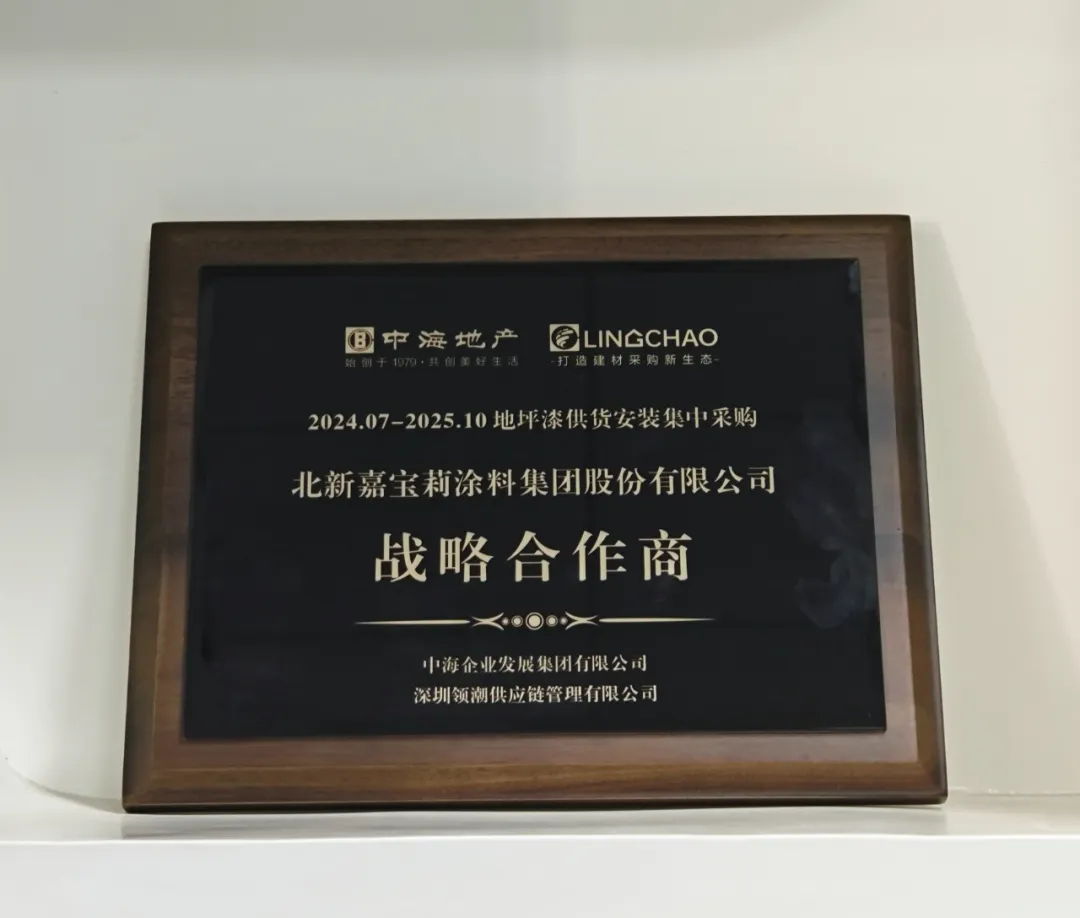 中海地产 LINGCHAO
始创于1979·共创美好生活 -打造建材采购新生态-
2024.07-2025.10 地坪漆供货安装集中采购
北新嘉宝莉涂料集团股份有限公司
战略合作商
中海企业发展集团有限公司
深圳领潮供应链管理有限公司